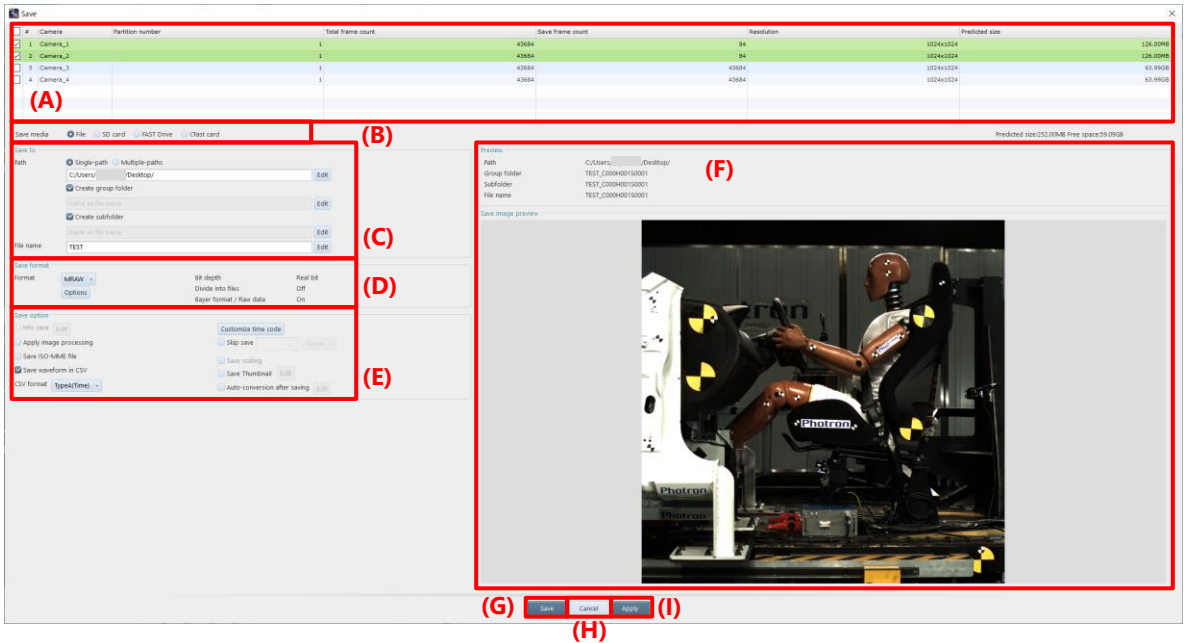 Save
# Camera Partition number Total frame count Save frame count Resolution Predicted size
1 Camera_1 1 43684 84 1024x1024 126.00MB
2 Camera_2 1 43684 84 1024x1024 126.00MB
3 Camera_3 1 43684 43684 1024x1024 63.99GB
4 Camera_4 1 43684 43684 1024x1024 63.99GB
(A)
Save media File SD card FAST Drive CFast card (B) Predicted size:252.00MB Free space:59.09GB
Save to
Path Single-path Multiple-paths
C:/Users/ /Desktop/ Edit
Create group folder
Same as file name Edit
Create subfolder
Same as file name Edit
(C)
File name TEST Edit
Save format
Format MRAW Bit depth Real bit
Options Divide into files Off
(D)
Bayer format / Raw data On
Save option
Info save Edit Customize time code
Apply image processing Skip save
Save ISO-MME file Save scaling
Save waveform in CSV Save Thumbnail Edit
(E)
CSV format TypeA(Time) Auto-conversion after saving Edit
Preview
Path C:/Users/ /Desktop/
(F)
Group folder TEST_C000H001S0001
Subfolder TEST_C000H001S0001
File name TEST_C000H001S0001
Save image preview
Photron
Photron
Photron
(G) Save Cancel Apply (I)
(H)